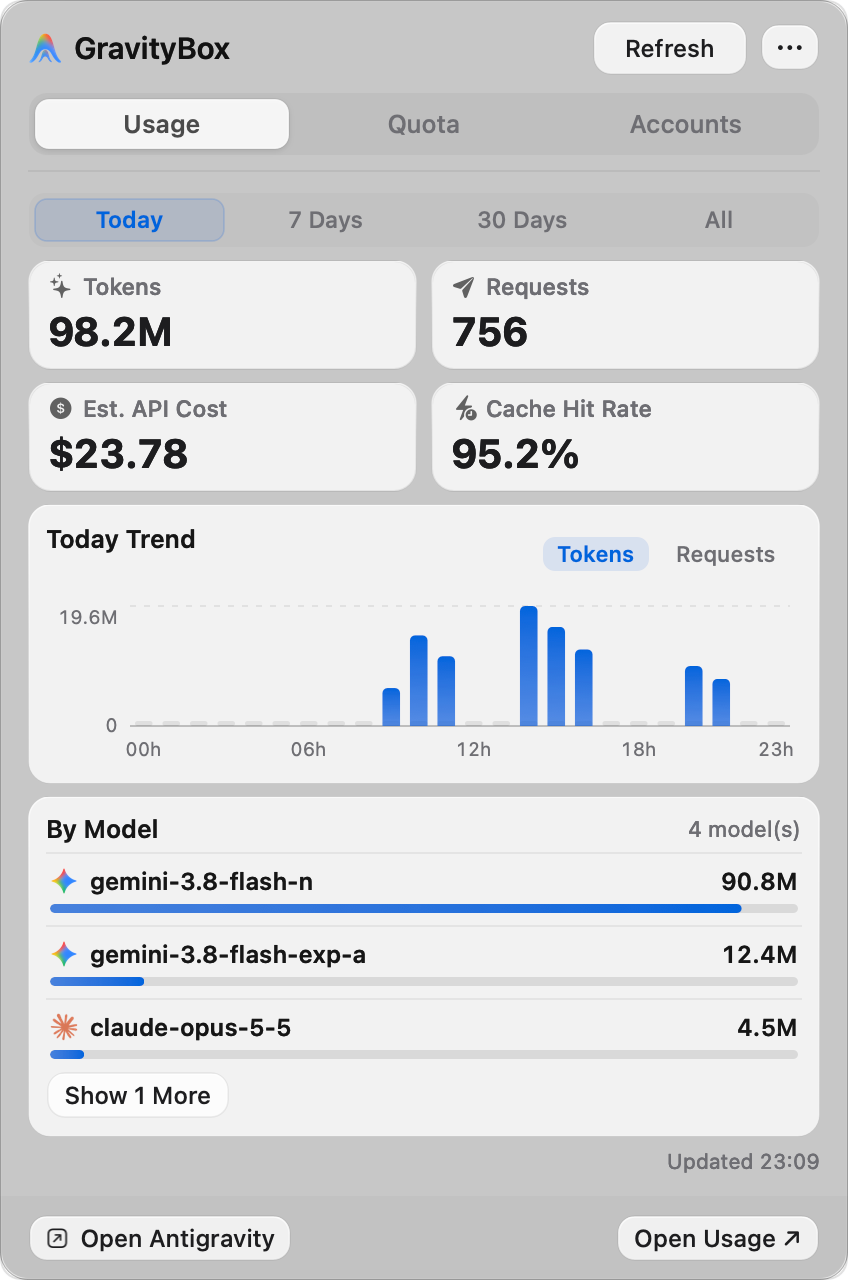 GravityBox
Refresh
Usage
Quota
Accounts
Today
7 Days
30 Days
All
Tokens
98.2M
Requests
756
Est. API Cost
$23.78
Cache Hit Rate
95.2%
Today Trend
Tokens
Requests
19.6M
0
00h
06h
12h
18h
23h
By Model
4 model(s)
gemini-3.8-flash-n
90.8M
gemini-3.8-flash-exp-a
12.4M
claude-opus-5-5
4.5M
Show 1 More
Updated 23:09
Open Antigravity
Open Usage